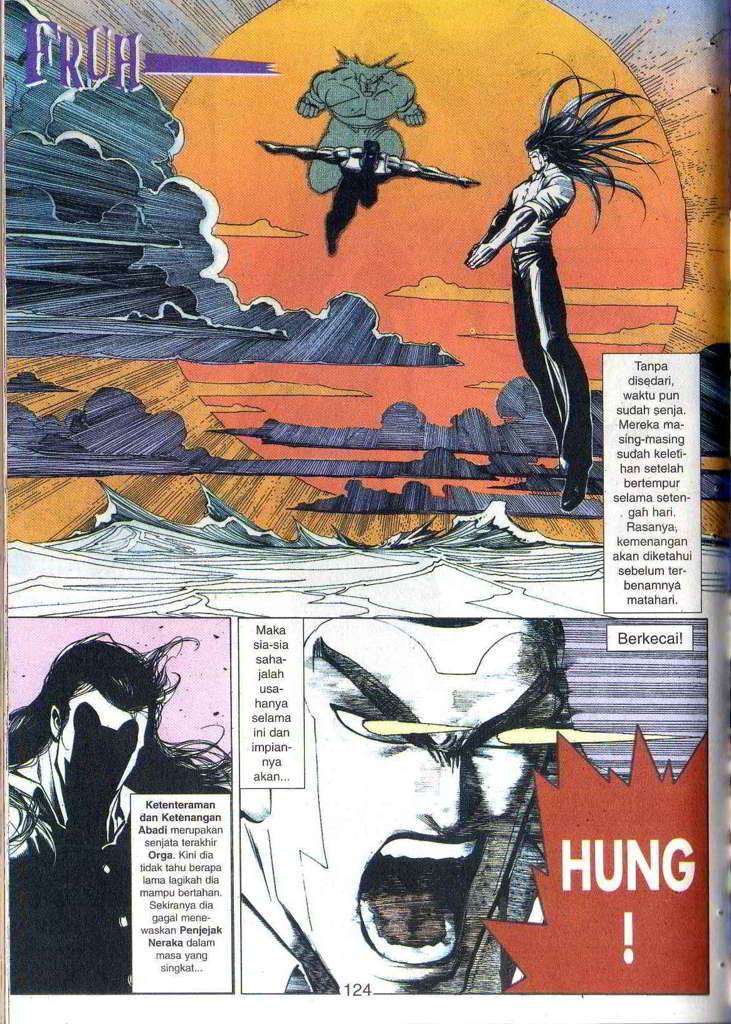 FRUH
Tanpa
disedari,
waktu pun
sudah senja.
Mereka ma-
sing-masing
sudah keleti-
han setelah
bertempur
selama seten-
gah hari.
Rasanya,
kemenangan
akan diketahui
sebelum ter-
benamnya
matahari.
Ketenteraman
dan Ketenangan
Abadi merupakan
senjata terakhir
Orga. Kini dia
tidak tahu berapa
lama lagikah dia
mampu bertahan.
Sekiranya dia
gagal mene-
waskan Penjejak
Neraka dalam
masa yang
singkat...
Maka
sia-sia
saha-
jalah
usa-
hanya
selama
ini dan
impian-
nya
akan...
Berkecai!
HUNG
!
124